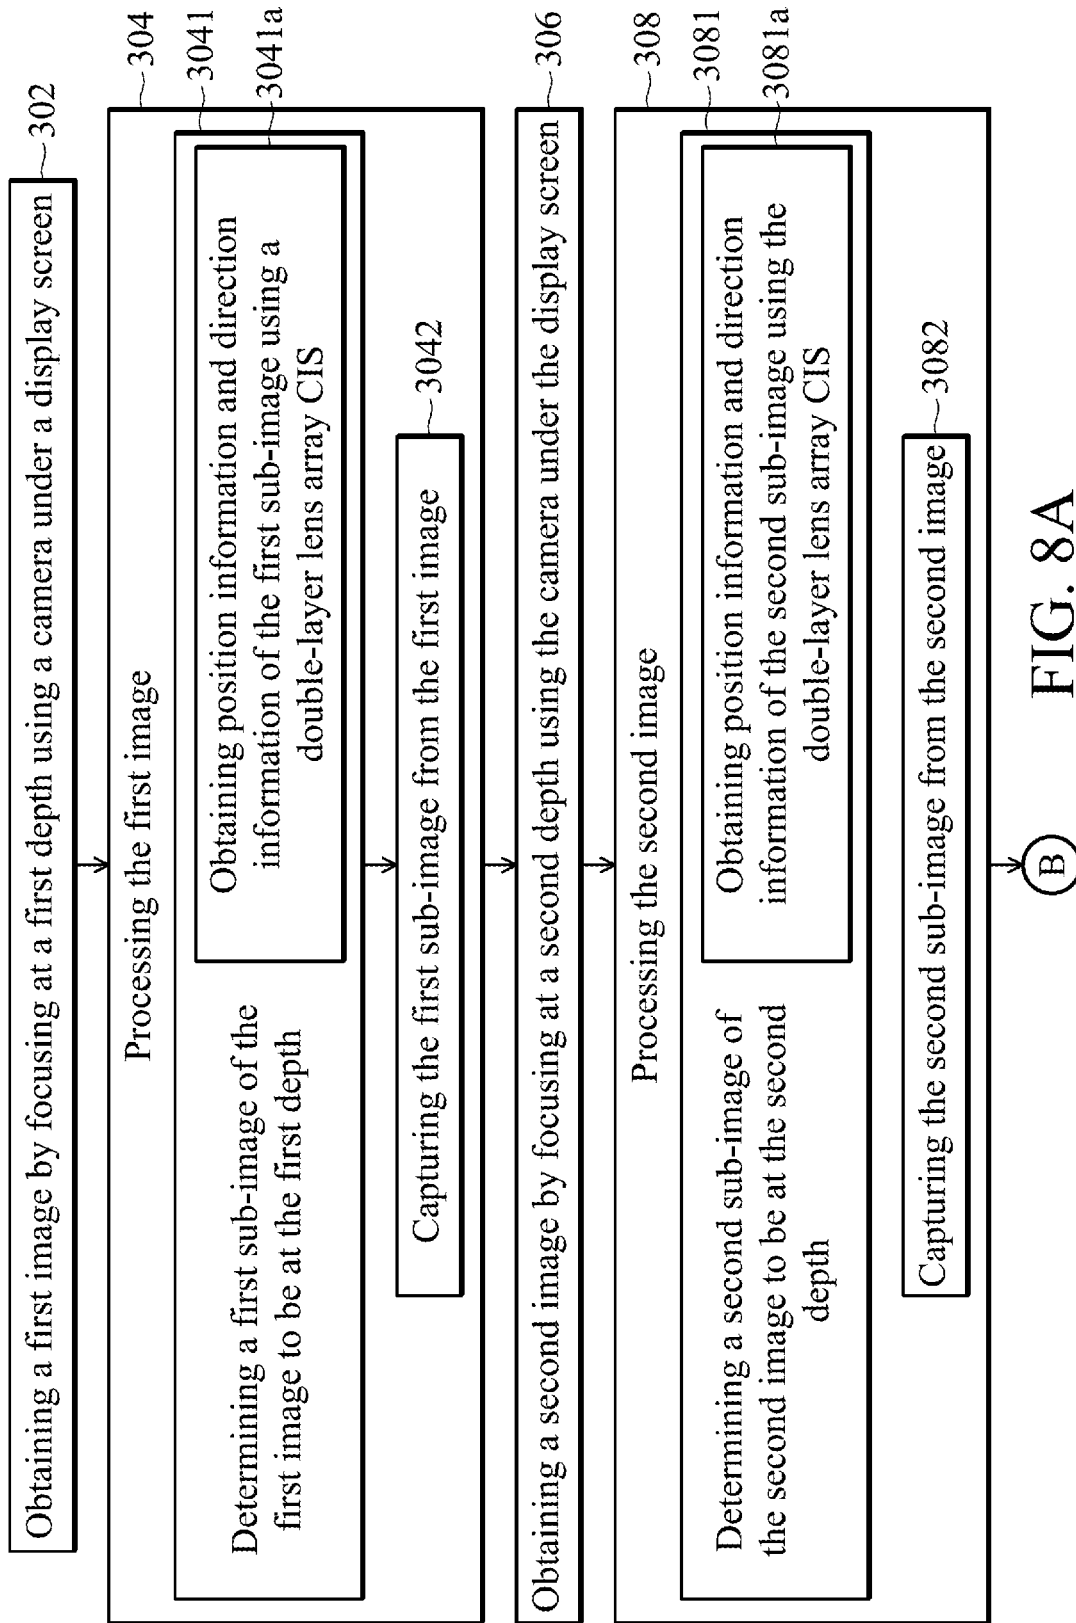 Obtaining a first image by focusing at a first depth using a camera under a display screen
302
Processing the first image
304
Determining a first sub-image of the
first image to be at the first depth
3041
Obtaining position information and direction
information of the first sub-image using a
double-layer lens array CIS
3041a
Capturing the first sub-image from the first image
3042
Obtaining a second image by focusing at a second depth using the camera under the display screen
306
Processing the second image
308
Determining a second sub-image of
the second image to be at the second
depth
3081
Obtaining position information and direction
information of the second sub-image using the
double-layer lens array CIS
3081a
Capturing the second sub-image from the second image
3082
B
FIG. 8A